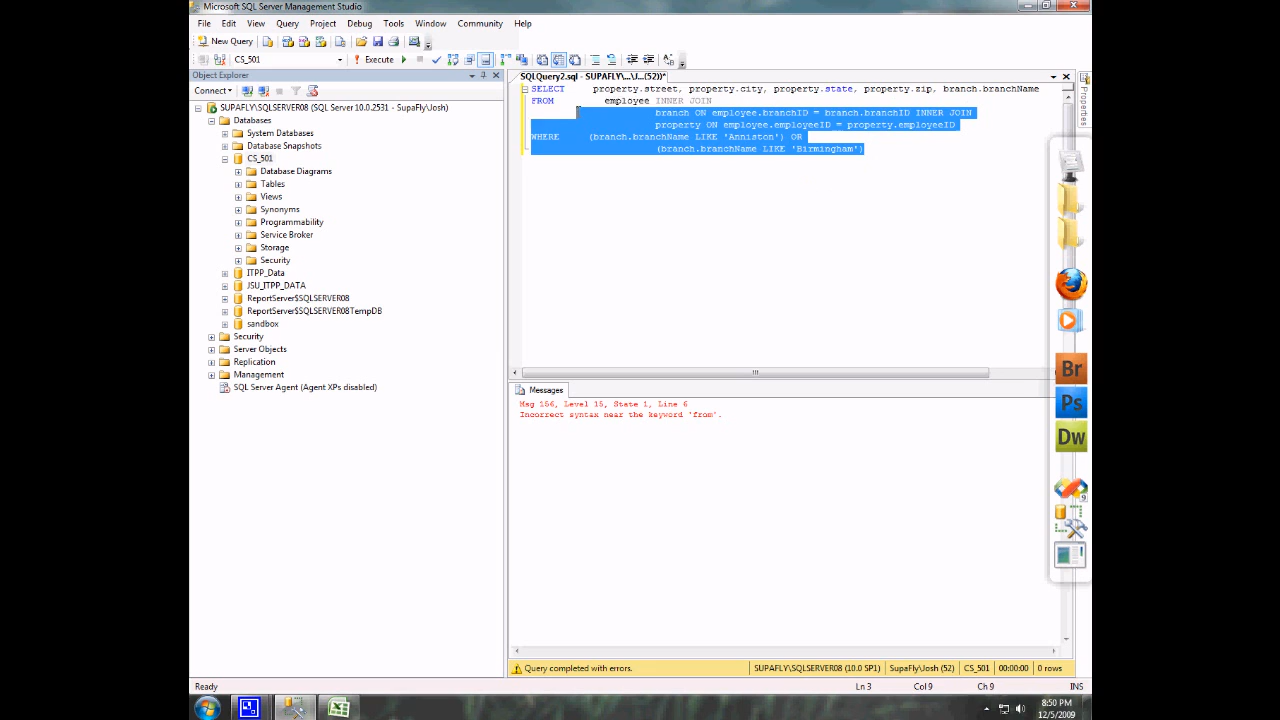 Microsoft SQL Server Management Studio
File Edit View Query Project Debug Tools Window Community Help
New Query
CS_501 Execute
Object Explorer
SQLQuery2.sql - SUPAFLY\...\J...(52))*
Connect
SUPAFLY\SQLSERVER08 (SQL Server 10.0.2531 - SupaFly\Josh)
Databases
System Databases
Database Snapshots
CS_501
Database Diagrams
Tables
Views
Synonyms
Programmability
Service Broker
Storage
Security
ITPP_Data
JSU_ITPP_DATA
ReportServer$SQLSERVER08
ReportServer$SQLSERVER08TempDB
sandbox
Security
Server Objects
Replication
Management
SQL Server Agent (Agent XPs disabled)
SELECT property.street, property.city, property.state, property.zip, branch.branchName
FROM employee INNER JOIN
branch ON employee.branchID = branch.branchID INNER JOIN
property ON employee.employeeID = property.employeeID
WHERE (branch.branchName LIKE 'Anniston') OR
(branch.branchName LIKE 'Birmingham')
Properties
Br
Ps
Dw
9
Messages
Msg 156, Level 15, State 1, Line 6
Incorrect syntax near the keyword 'from'.
Query completed with errors. SUPAFLY\SQLSERVER08 (10.0 SP1) SupaFly\Josh (52) CS_501 00:00:00 0 rows
Ready Ln 3 Col 9 Ch 9 INS
8:50 PM
12/5/2009